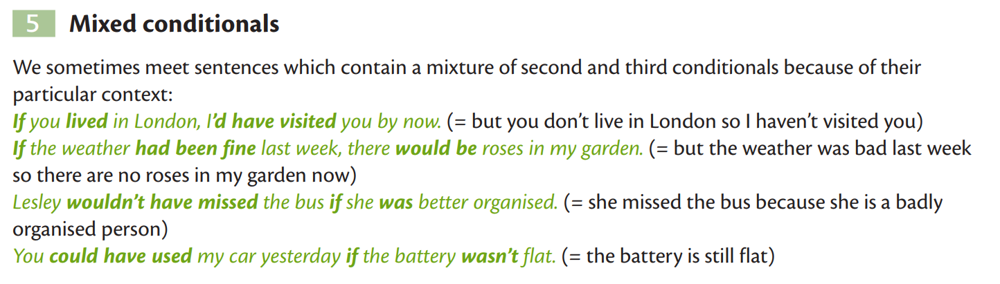 5 Mixed conditionals
We sometimes meet sentences which contain a mixture of second and third conditionals because of their
particular context:
If you lived in London, I’d have visited you by now. (= but you don’t live in London so I haven’t visited you)
If the weather had been fine last week, there would be roses in my garden. (= but the weather was bad last week
so there are no roses in my garden now)
Lesley wouldn’t have missed the bus if she was better organised. (= she missed the bus because she is a badly
organised person)
You could have used my car yesterday if the battery wasn’t flat. (= the battery is still flat)